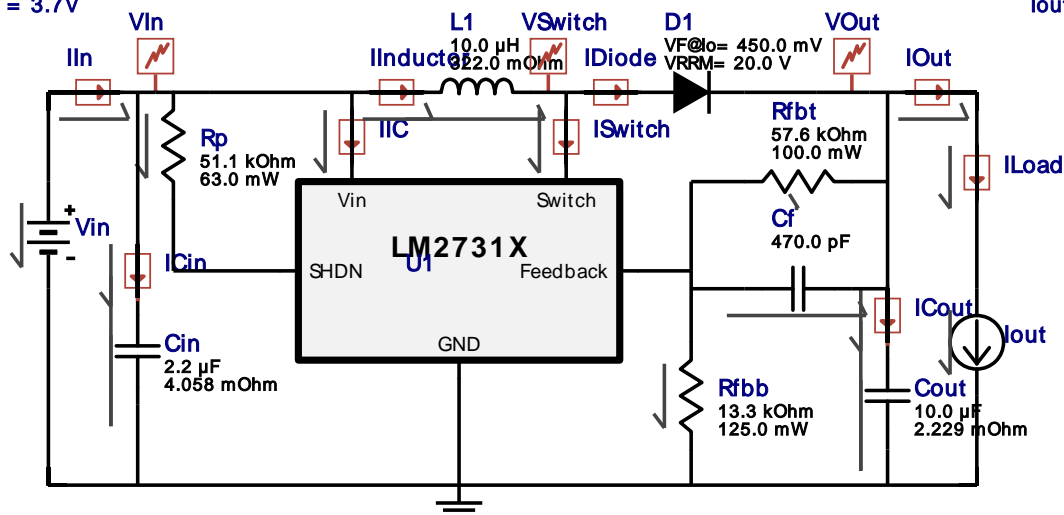 = 3.7V
Iout
VIn
L1
VSwitch
D1
VOut
10.0 µH
322.0 mOhm
VF@Io= 450.0 mV
VRRM= 20.0 V
IIn
IInductor
IDiode
IOut
Rfbt
57.6 kOhm
100.0 mW
Rp
51.1 kOhm
63.0 mW
IIC
ISwitch
ILoad
Vin
Switch
Cf
470.0 pF
+
Vin
-
LM2731X
U1
ICin
SHDN
Feedback
ICout
Iout
Cin
2.2 µF
4.058 mOhm
GND
Rfbb
13.3 kOhm
125.0 mW
Cout
10.0 µF
2.229 mOhm